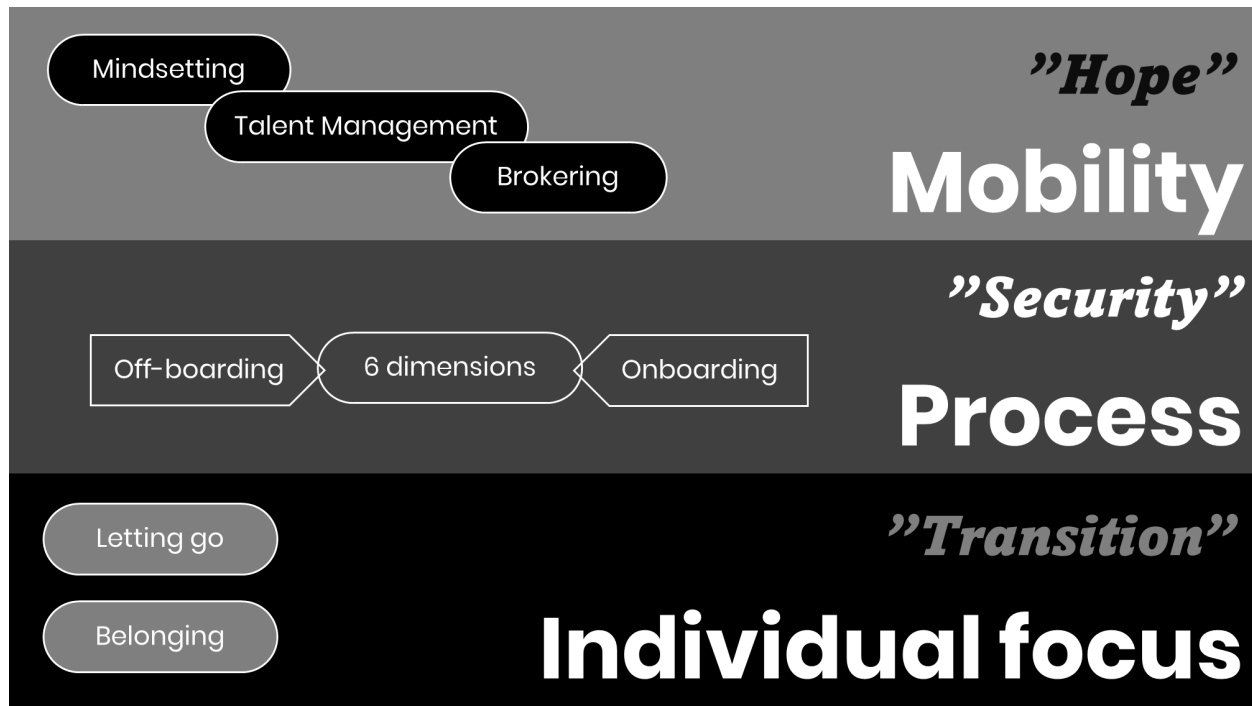 Mindsetting
Talent Management
Brokering
”Hope”
Mobility
Off-boarding
6 dimensions
Onboarding
”Security”
Process
Letting go
Belonging
”Transition”
Individual focus